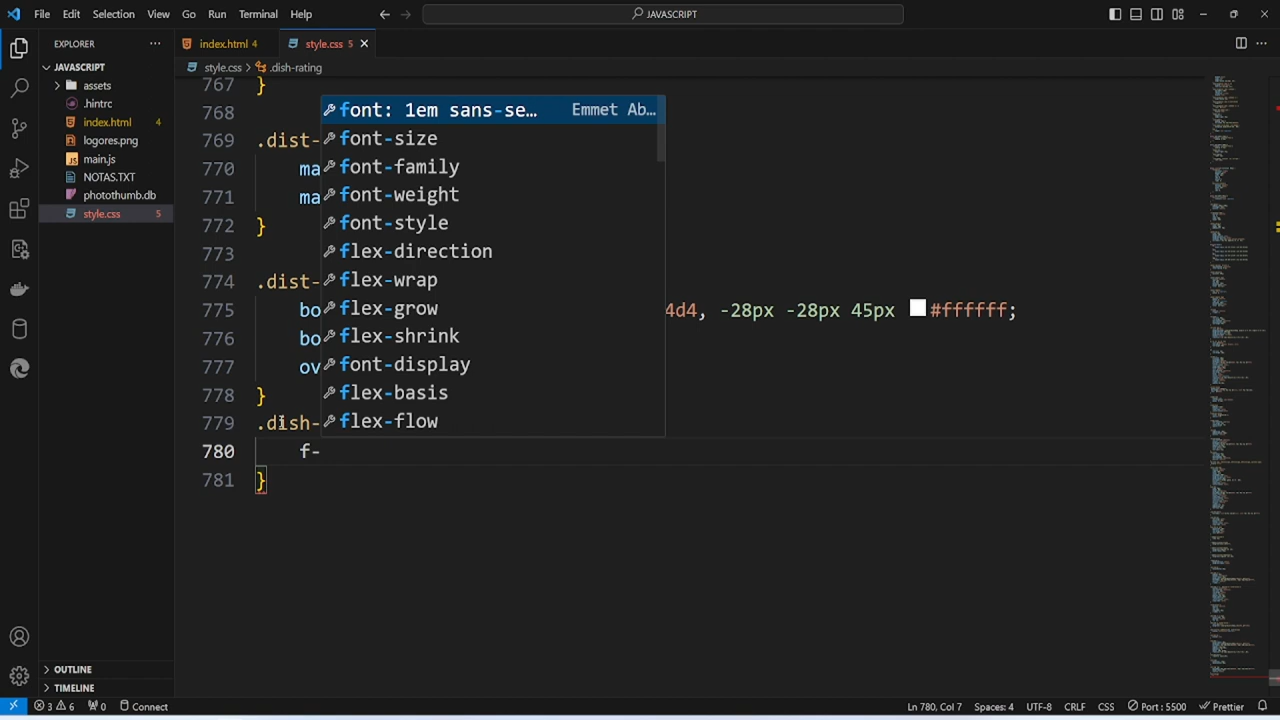 File Edit Selection View Go Run Terminal Help
JAVASCRIPT
EXPLORER
index.html 4
style.css 5
JAVASCRIPT
style.css > .dish-rating
assets
.hintrc
index.html 4
logores.png
main.js
NOTAS.TXT
photothumb.db
style.css 5
767 }
768
769 .dist-
770 ma
771 ma
772 }
773
774 .dist-
775 bo 4d4, -28px -28px 45px #ffffff;
776 bo
777 ov
778 }
779 .dish-
780 f-
781 }
font: 1em sans-se… Emmet Ab…
font-size
font-family
font-weight
font-style
flex-direction
flex-wrap
flex-grow
flex-shrink
font-display
flex-basis
flex-flow
OUTLINE
TIMELINE
3 6 0 Connect Ln 780, Col 7 Spaces: 4 UTF-8 CRLF CSS Port : 5500 Prettier